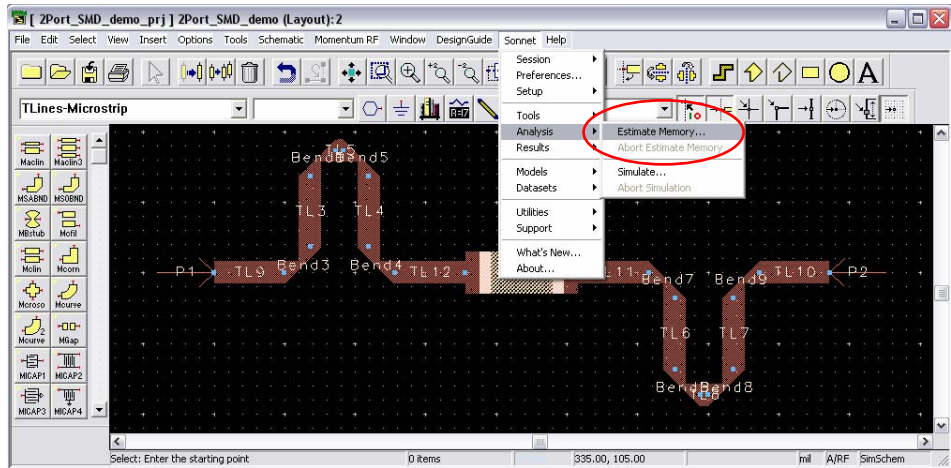 [ 2Port_SMD_demo_prj ] 2Port_SMD_demo (Layout):2
File Edit Select View Insert Options Tools Schematic Momentum RF Window DesignGuide Sonnet Help
Session
Preferences...
Setup
Tools
Analysis
Results
Models
Datasets
Utilities
Support
What's New...
About...
Estimate Memory...
Abort Estimate Memory
Simulate...
Abort Simulation
TLines-Microstrip
Maclin Maclin3
MSABND MSOBND
MBstub Mcfil
Mclin Mcorn
Mcroso Mcurve
Mcurve MGap
MICAP1 MICAP2
MICAP3 MICAP4
Bend5
TL3 TL4
P1 TL9 Bend3 Bend4 TL12
Bend7 Bend9 TL10 P2
TL6 TL7
Bend8
Select: Enter the starting point 0 items 335.00, 105.00 mil A/RF SimSchem